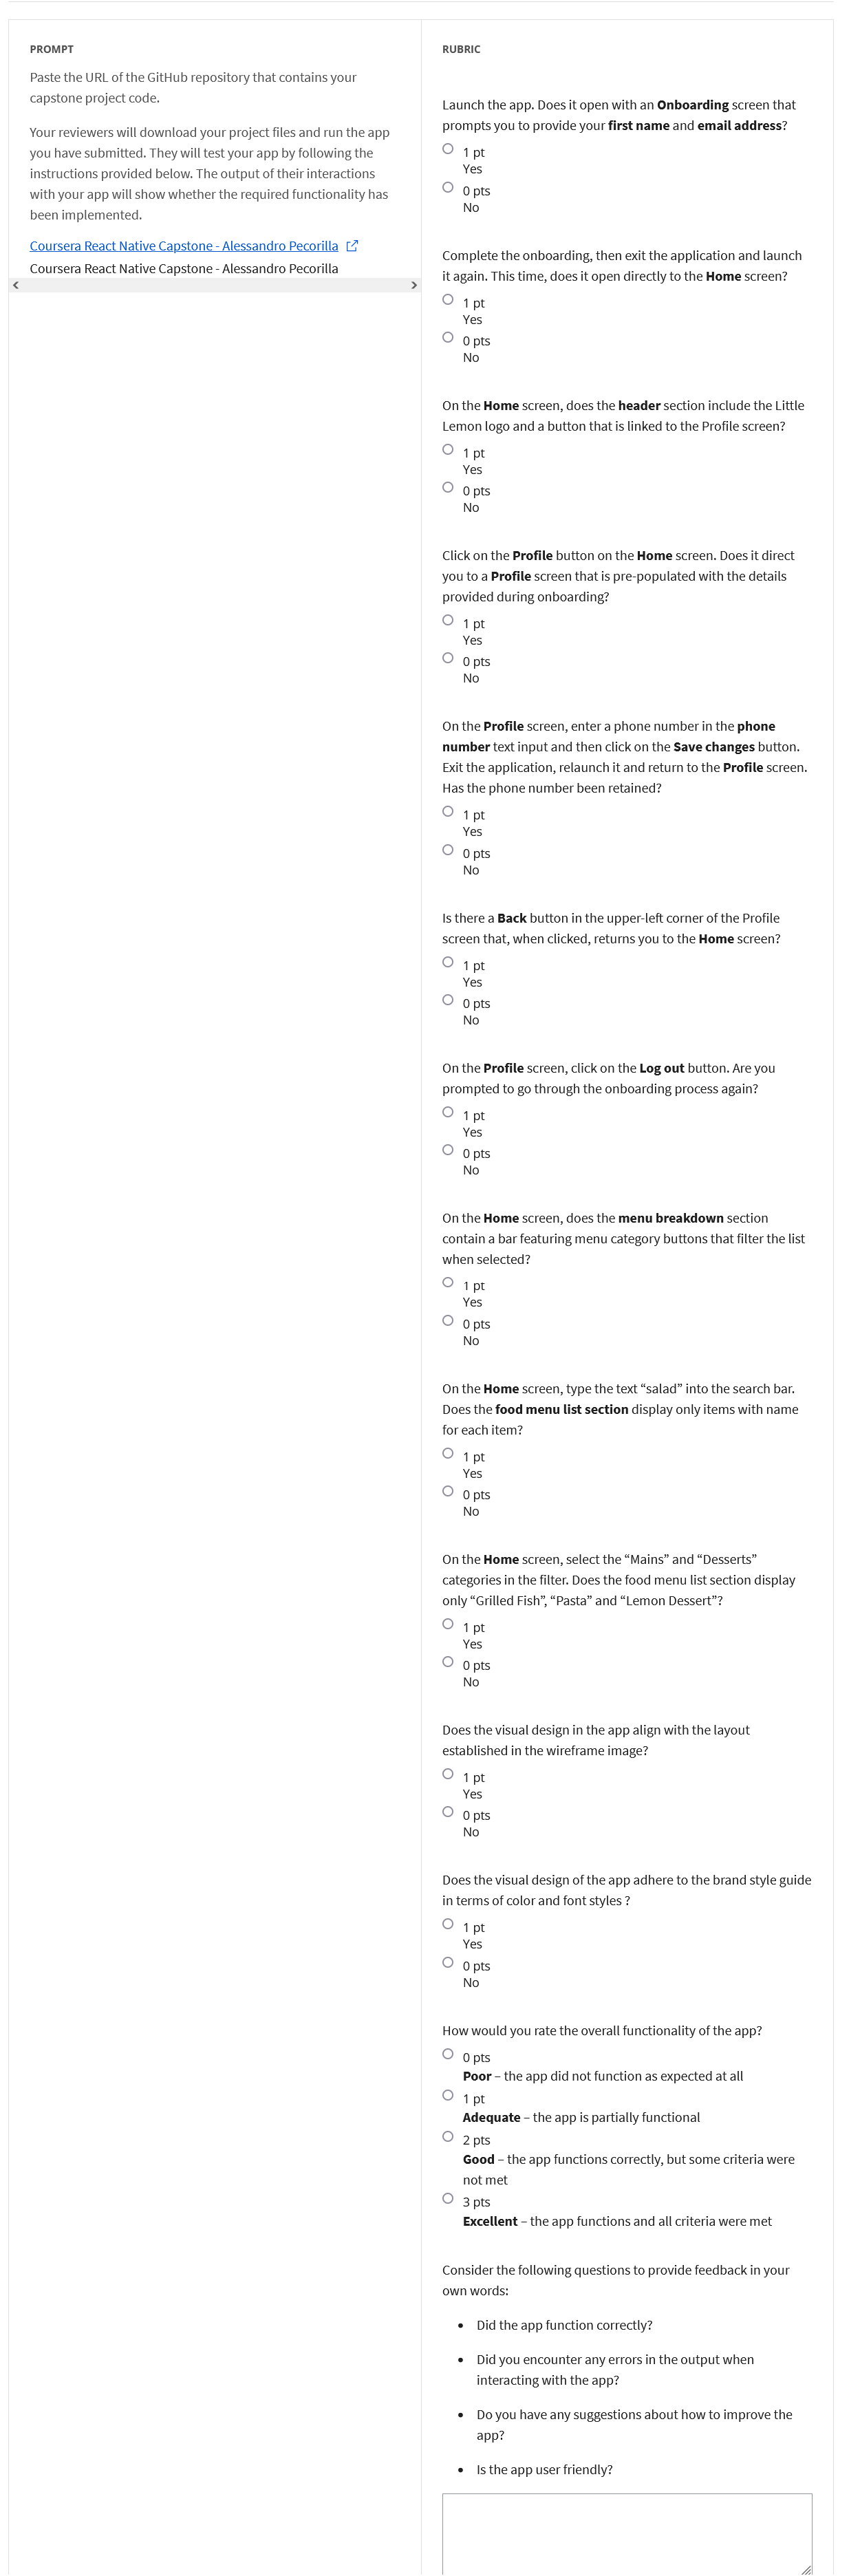 PROMPT
Paste the URL of the GitHub repository that contains your
capstone project code.
Your reviewers will download your project files and run the app
you have submitted. They will test your app by following the
instructions provided below. The output of their interactions
with your app will show whether the required functionality has
been implemented.
Coursera React Native Capstone - Alessandro Pecorilla
Coursera React Native Capstone - Alessandro Pecorilla
RUBRIC
Launch the app. Does it open with an Onboarding screen that
prompts you to provide your first name and email address?
1 pt
Yes
0 pts
No
Complete the onboarding, then exit the application and launch
it again. This time, does it open directly to the Home screen?
1 pt
Yes
0 pts
No
On the Home screen, does the header section include the Little
Lemon logo and a button that is linked to the Profile screen?
1 pt
Yes
0 pts
No
Click on the Profile button on the Home screen. Does it direct
you to a Profile screen that is pre-populated with the details
provided during onboarding?
1 pt
Yes
0 pts
No
On the Profile screen, enter a phone number in the phone
number text input and then click on the Save changes button.
Exit the application, relaunch it and return to the Profile screen.
Has the phone number been retained?
1 pt
Yes
0 pts
No
Is there a Back button in the upper-left corner of the Profile
screen that, when clicked, returns you to the Home screen?
1 pt
Yes
0 pts
No
On the Profile screen, click on the Log out button. Are you
prompted to go through the onboarding process again?
1 pt
Yes
0 pts
No
On the Home screen, does the menu breakdown section
contain a bar featuring menu category buttons that filter the list
when selected?
1 pt
Yes
0 pts
No
On the Home screen, type the text “salad” into the search bar.
Does the food menu list section display only items with name
for each item?
1 pt
Yes
0 pts
No
On the Home screen, select the “Mains” and “Desserts”
categories in the filter. Does the food menu list section display
only “Grilled Fish”, “Pasta” and “Lemon Dessert”?
1 pt
Yes
0 pts
No
Does the visual design in the app align with the layout
established in the wireframe image?
1 pt
Yes
0 pts
No
Does the visual design of the app adhere to the brand style guide
in terms of color and font styles ?
1 pt
Yes
0 pts
No
How would you rate the overall functionality of the app?
0 pts
Poor – the app did not function as expected at all
1 pt
Adequate – the app is partially functional
2 pts
Good – the app functions correctly, but some criteria were
not met
3 pts
Excellent – the app functions and all criteria were met
Consider the following questions to provide feedback in your
own words:
• Did the app function correctly?
• Did you encounter any errors in the output when
interacting with the app?
• Do you have any suggestions about how to improve the
app?
• Is the app user friendly?